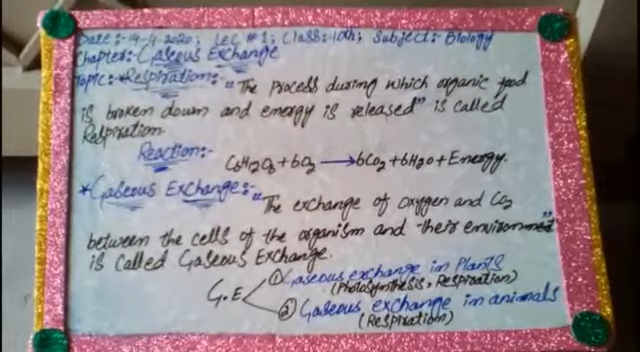 Date:-14-4-2020; Lec #1; Class:10th; Subject:- Biology
Chapter:- Gaseous Exchange
Topic:- *Respiration:- "The Process during which organic food
is broken down and energy is released" is called
Respiration.
Reaction:-
C6H12O6+6O2 → 6CO2+6H2O+Energy.
*Gaseous Exchange:-
"The exchange of oxygen and CO2
between the cells of the organism and their environment"
is called Gaseous Exchange.
① Gaseous exchange in Plants
(Photosynthesis, Respiration)
G.E
② Gaseous exchange in animals
(Respiration)